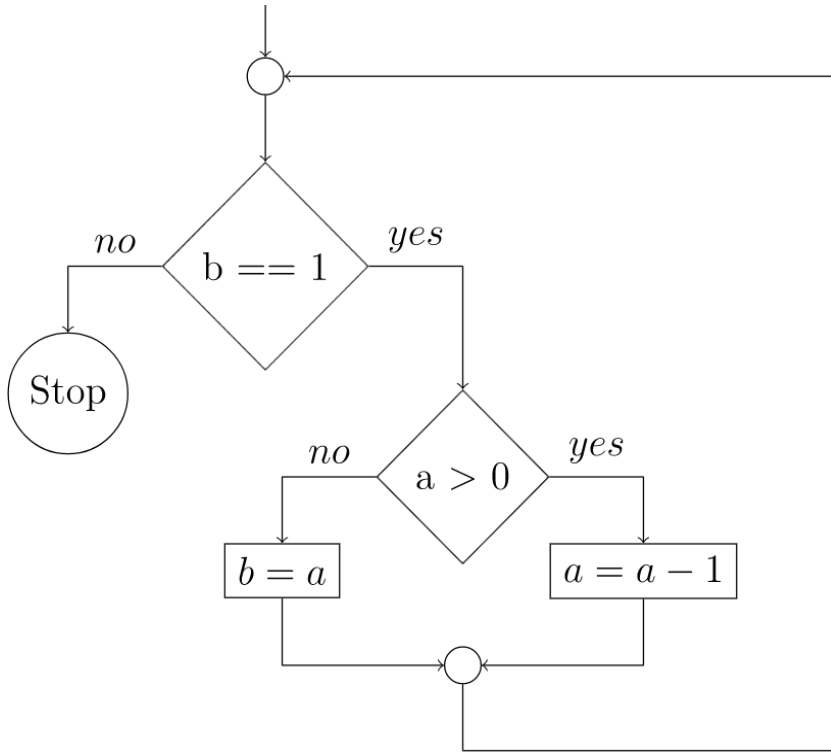 no
yes
b == 1
Stop
no
yes
a > 0
b = a
a = a − 1